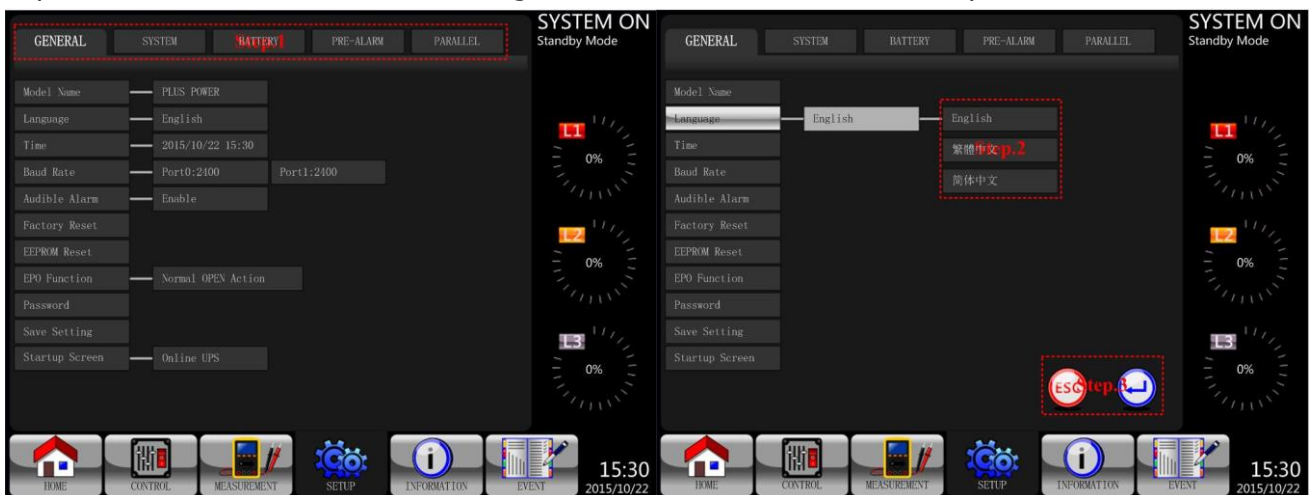 SYSTEM ON
Standby Mode
GENERAL SYSTEM BATTERY PRE-ALARM PARALLEL
Step.1
Model Name PLUS POWER
Language English
Time 2015/10/22 15:30
Baud Rate Port0:2400 Port1:2400
Audible Alarm Enable
Factory Reset
EEPROM Reset
EPO Function Normal OPEN Action
Password
Save Setting
Startup Screen Online UPS
L1
0%
L2
0%
L3
0%
HOME CONTROL MEASUREMENT SETUP INFORMATION EVENT
15:30
2015/10/22
SYSTEM ON
Standby Mode
GENERAL SYSTEM BATTERY PRE-ALARM PARALLEL
Model Name
Language English English
Time 繁體中文
Step.2
Baud Rate 简体中文
Audible Alarm
Factory Reset
EEPROM Reset
EPO Function
Password
Save Setting
Startup Screen
ESC Step.3
L1
0%
L2
0%
L3
0%
HOME CONTROL MEASUREMENT SETUP INFORMATION EVENT
15:30
2015/10/22